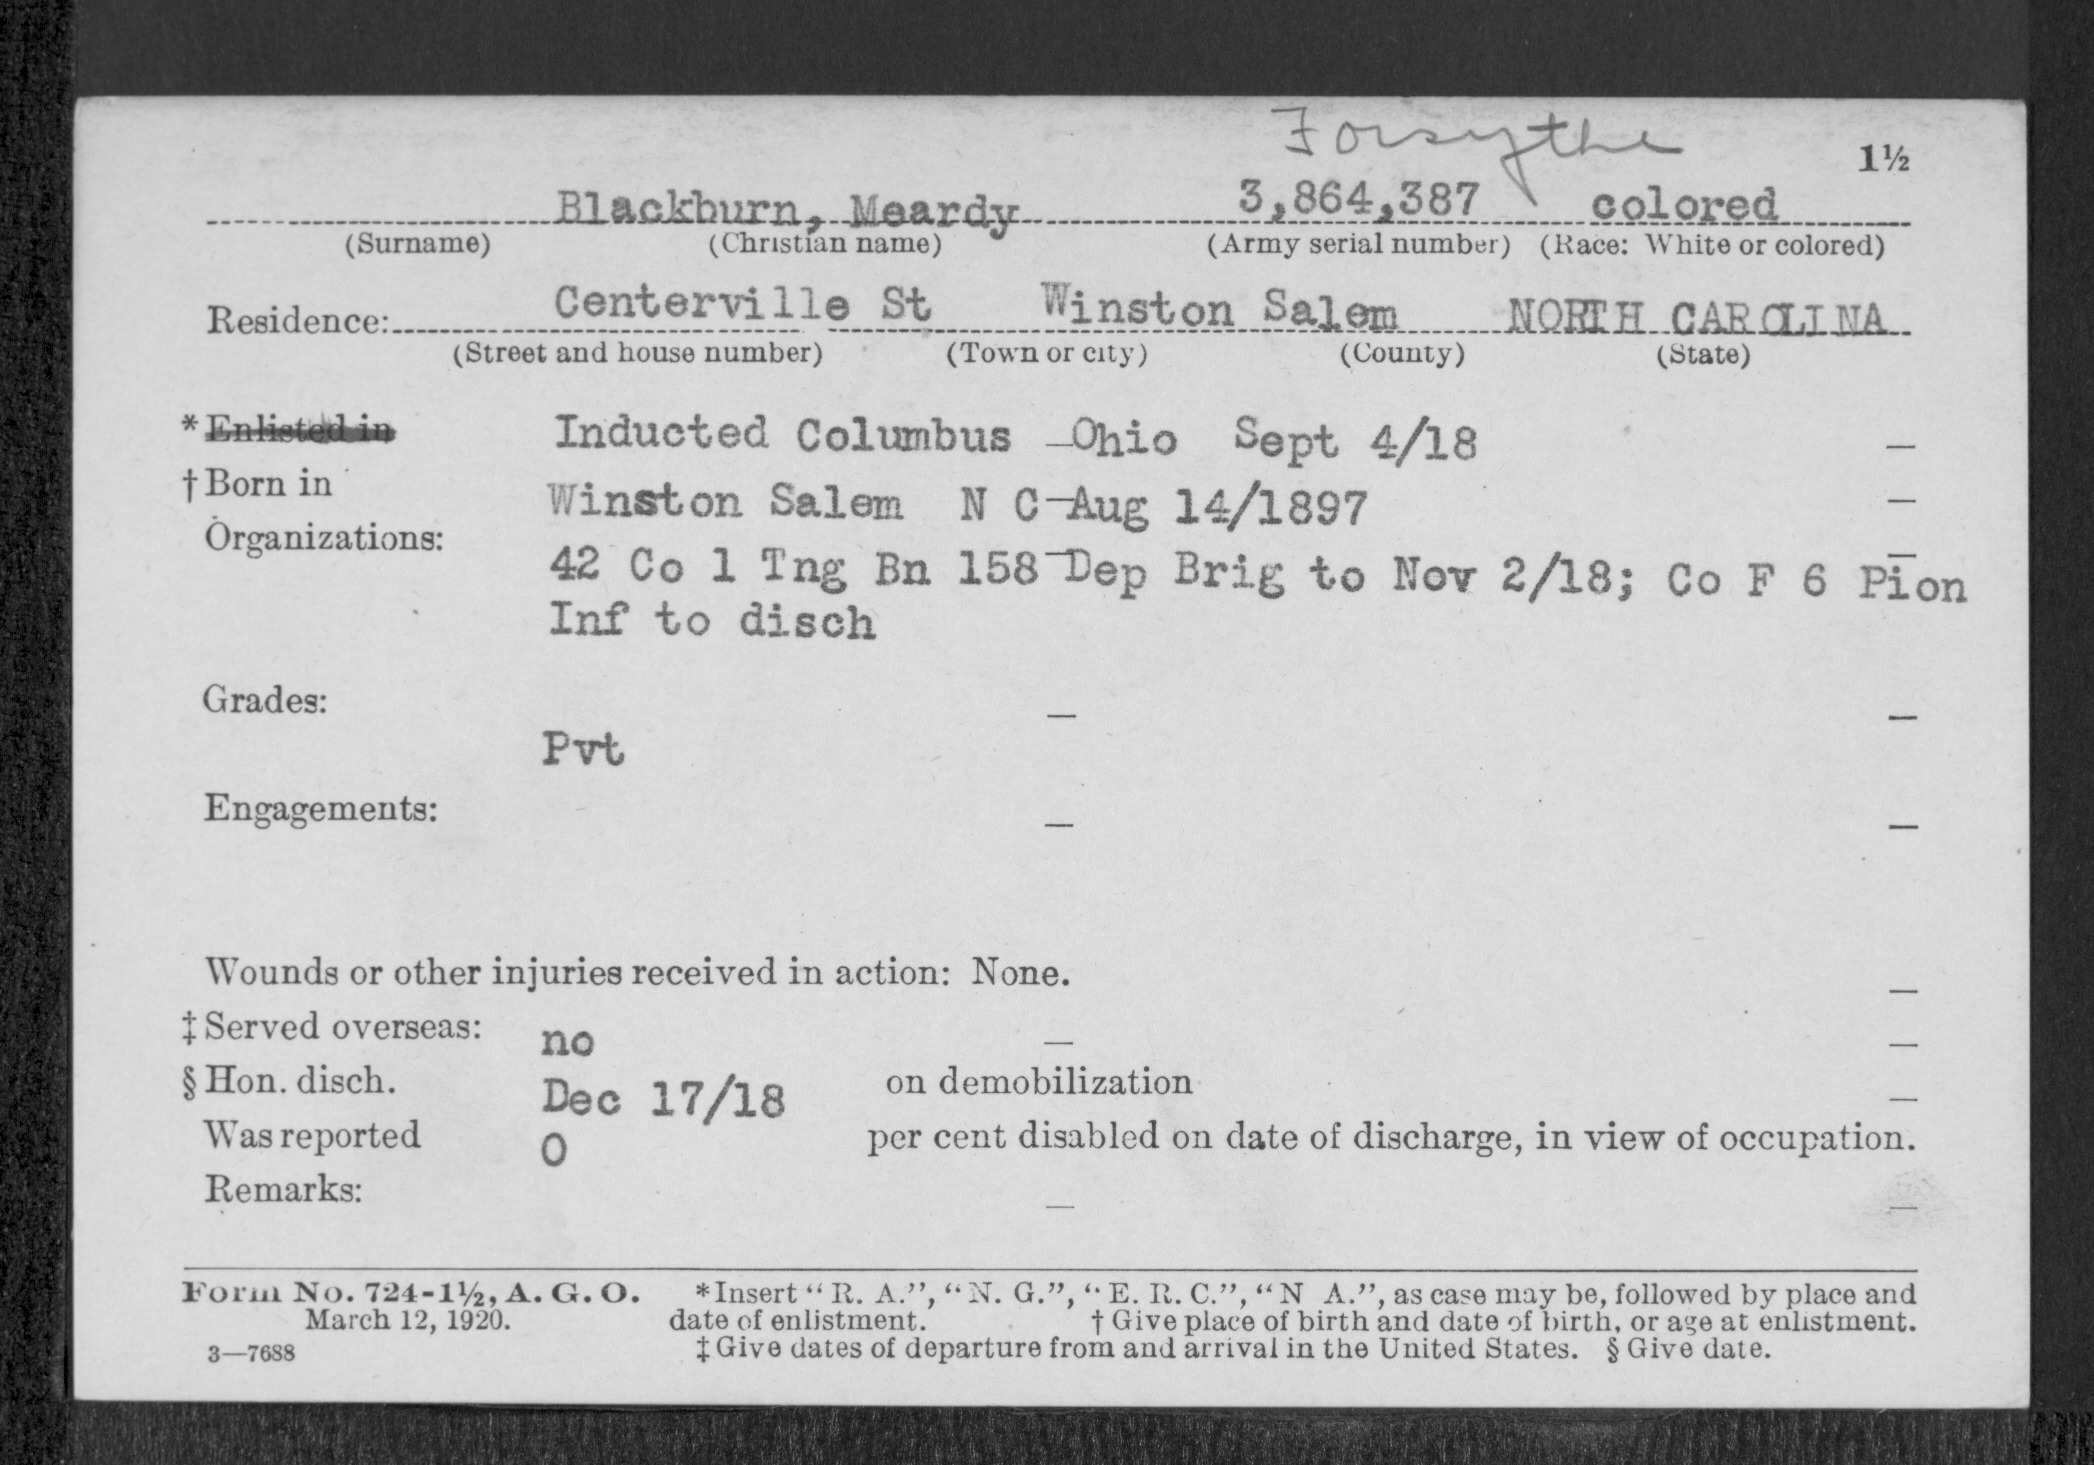 Forsythe
1½
Blackburn, Meardy 3,864,387 colored
(Surname) (Christian name) (Army serial number) (Race: White or colored)
Residence: Centerville St Winston Salem NORTH CAROLINA
(Street and house number) (Town or city) (County) (State)
* Enlisted in Inducted Columbus Ohio Sept 4/18
† Born in Winston Salem N C Aug 14/1897
Organizations: 42 Co 1 Tng Bn 158 Dep Brig to Nov 2/18; Co F 6 Pion
Inf to disch
Grades:
Pvt
Engagements:
Wounds or other injuries received in action: None.
‡ Served overseas: no
§ Hon. disch. Dec 17/18 on demobilization
Was reported 0 per cent disabled on date of discharge, in view of occupation.
Remarks:
Form No. 724-1½, A. G. O. *Insert "R. A.", "N. G.", "E. R. C.", "N A.", as case may be, followed by place and
March 12, 1920. date of enlistment. † Give place of birth and date of birth, or age at enlistment.
3—7688 ‡ Give dates of departure from and arrival in the United States. § Give date.